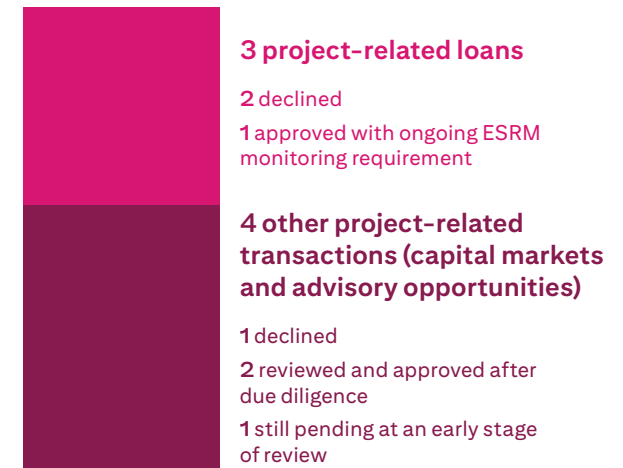 3 project-related loans
2 declined
1 approved with ongoing ESRM
monitoring requirement
4 other project-related
transactions (capital markets
and advisory opportunities)
1 declined
2 reviewed and approved after
due diligence
1 still pending at an early stage
of review